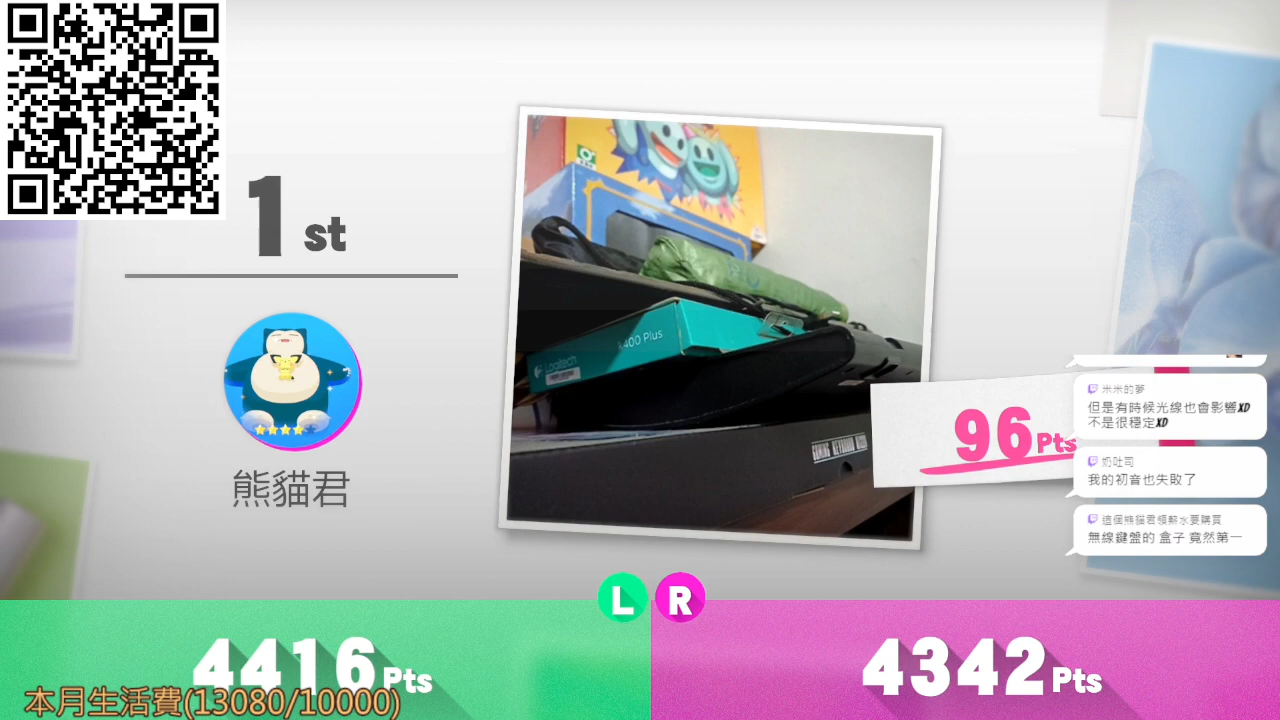 1st
熊貓君
Logitech
K400 Plus
96Pts
米米的夢
但是有時候光線也會影響XD
不是很穩定XD
奶吐司
我的初音也失敗了
這個熊貓君領薪水要購買
無線鍵盤的 盒子 竟然第一
L R
4416Pts
4342Pts
本月生活費(13080/10000)